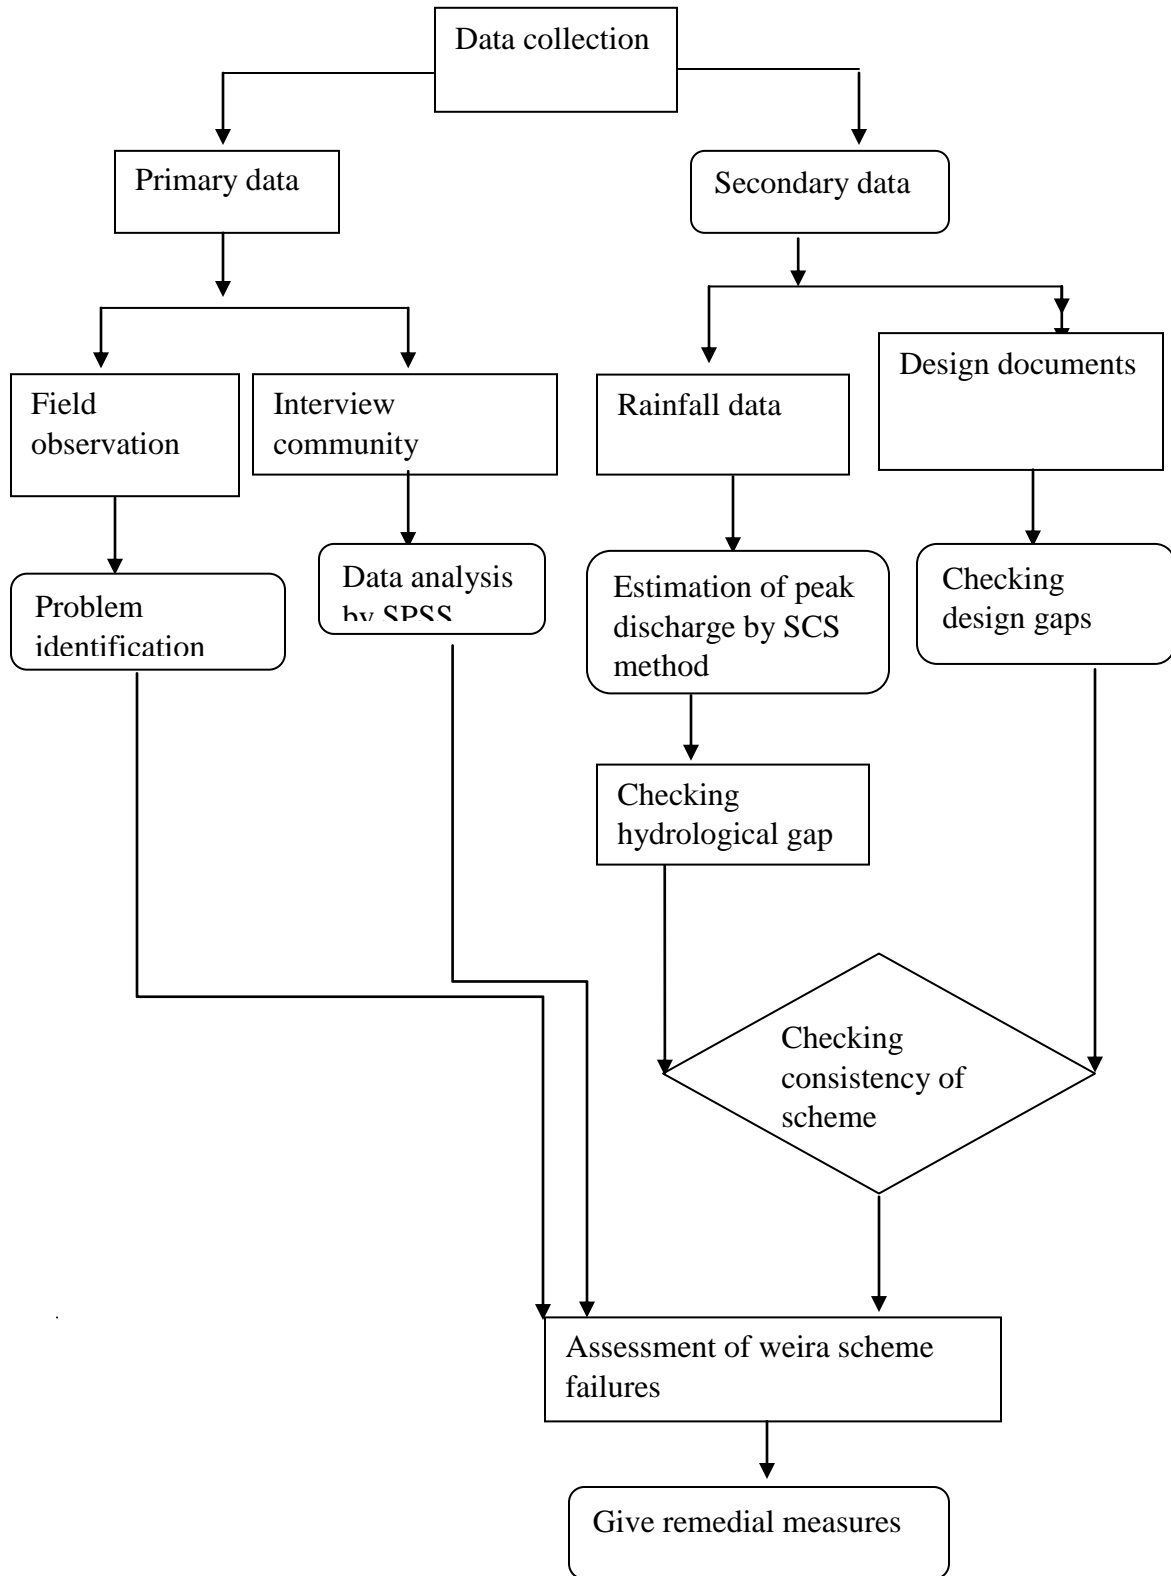 Data collection
Primary data
Secondary data
Field
observation
Interview
community
Rainfall data
Design documents
Problem
identification
Data analysis
by SPSS
Estimation of peak
discharge by SCS
method
Checking
design gaps
Checking
hydrological gap
Checking
consistency of
scheme
Assessment of weira scheme
failures
Give remedial measures